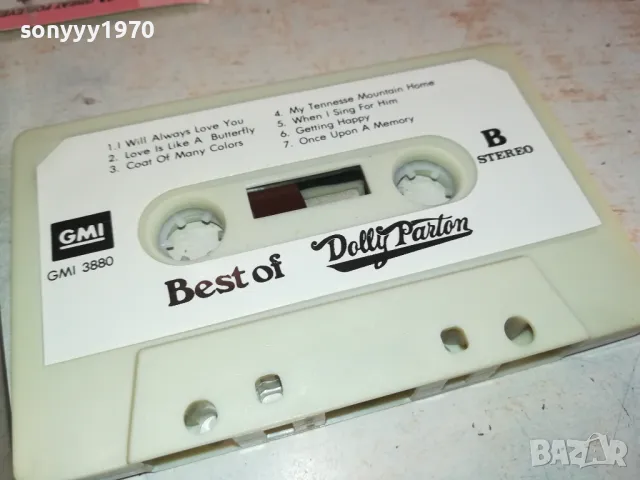 sonyyy1970
1. I Will Always Love You
2. Love Is Like A Butterfly
3. Coat Of Many Colors
4. My Tennesse Mountain Home
5. When I Sing For Him
6. Getting Happy
7. Once Upon A Memory
B
STEREO
GMI
GMI 3880
Best of Dolly Parton
BAZAR